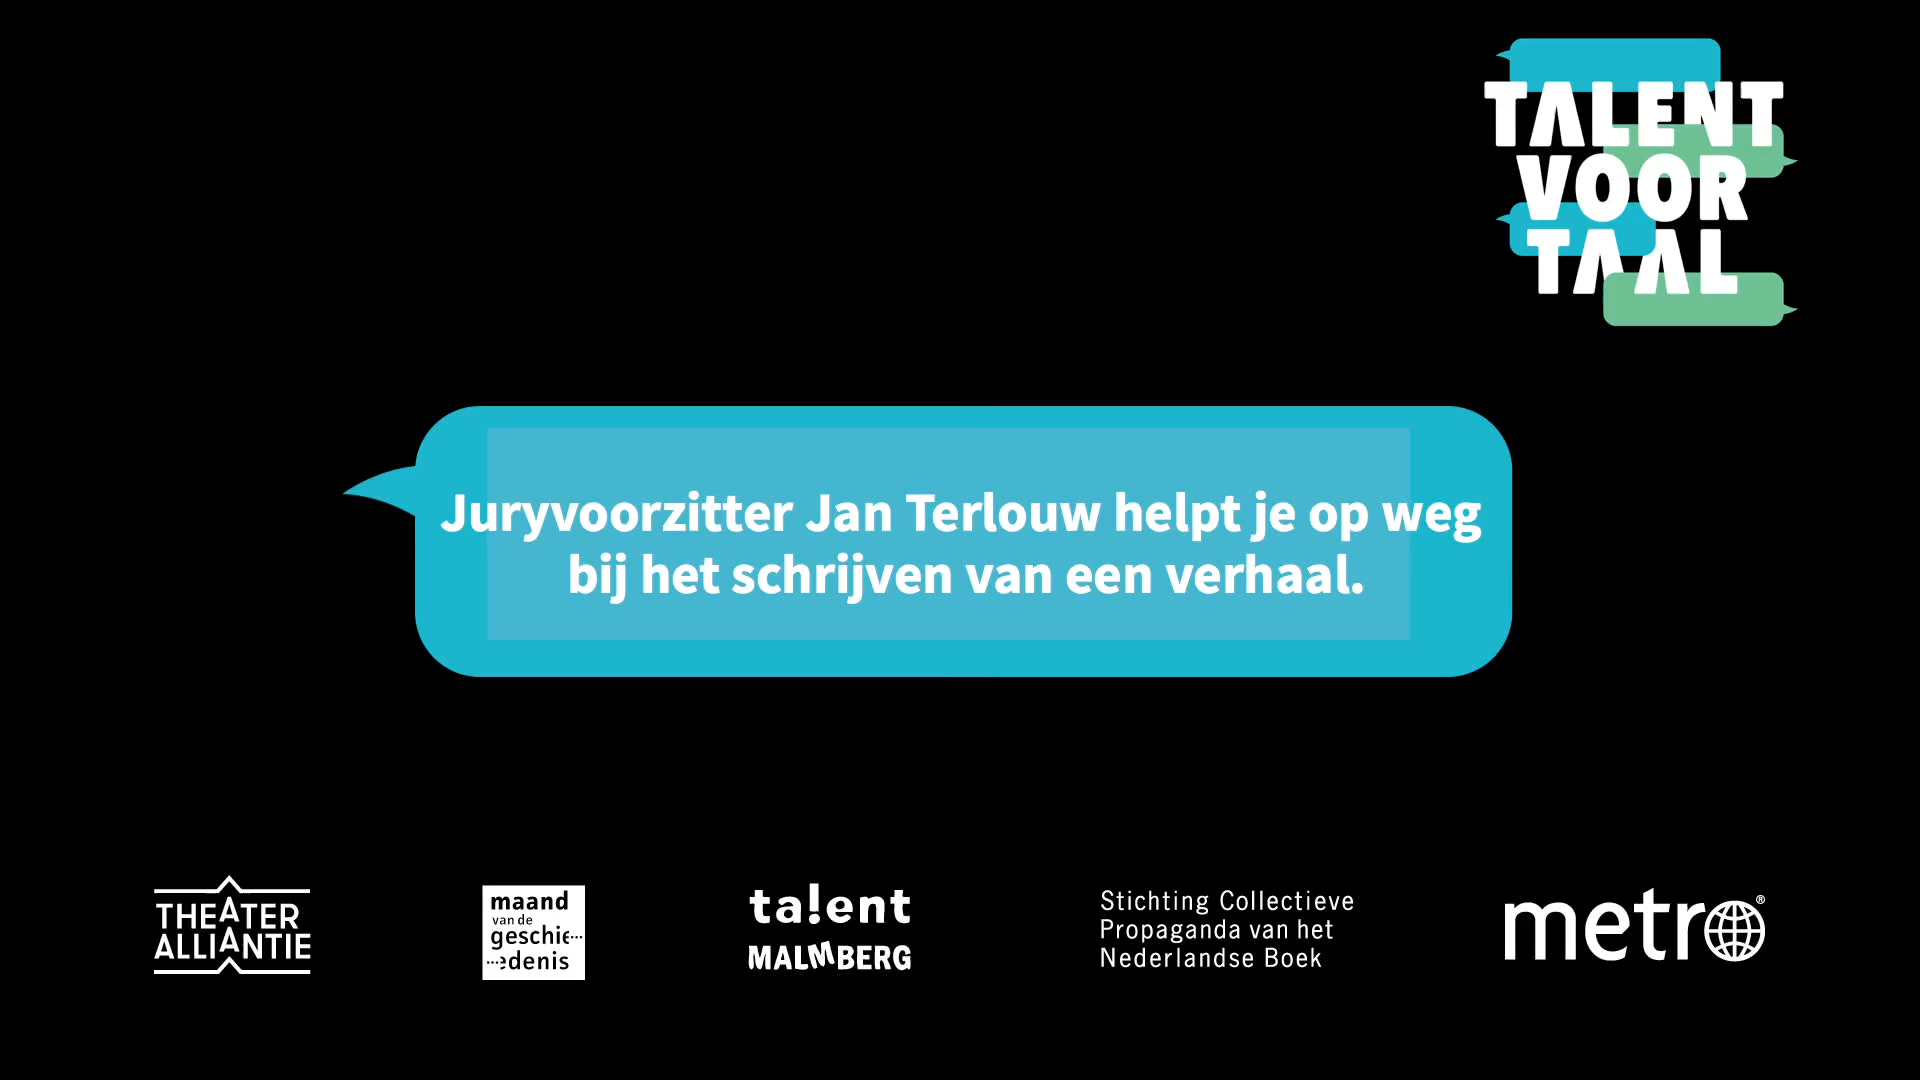 TALENT
VOOR
TAAL
Juryvoorzitter Jan Terlouw helpt je op weg
bij het schrijven van een verhaal.
THEATER
ALLIANTIE
maand
van de
geschie...
...edenis
ta!ent
MALMBERG
Stichting Collectieve
Propaganda van het
Nederlandse Boek
metro®